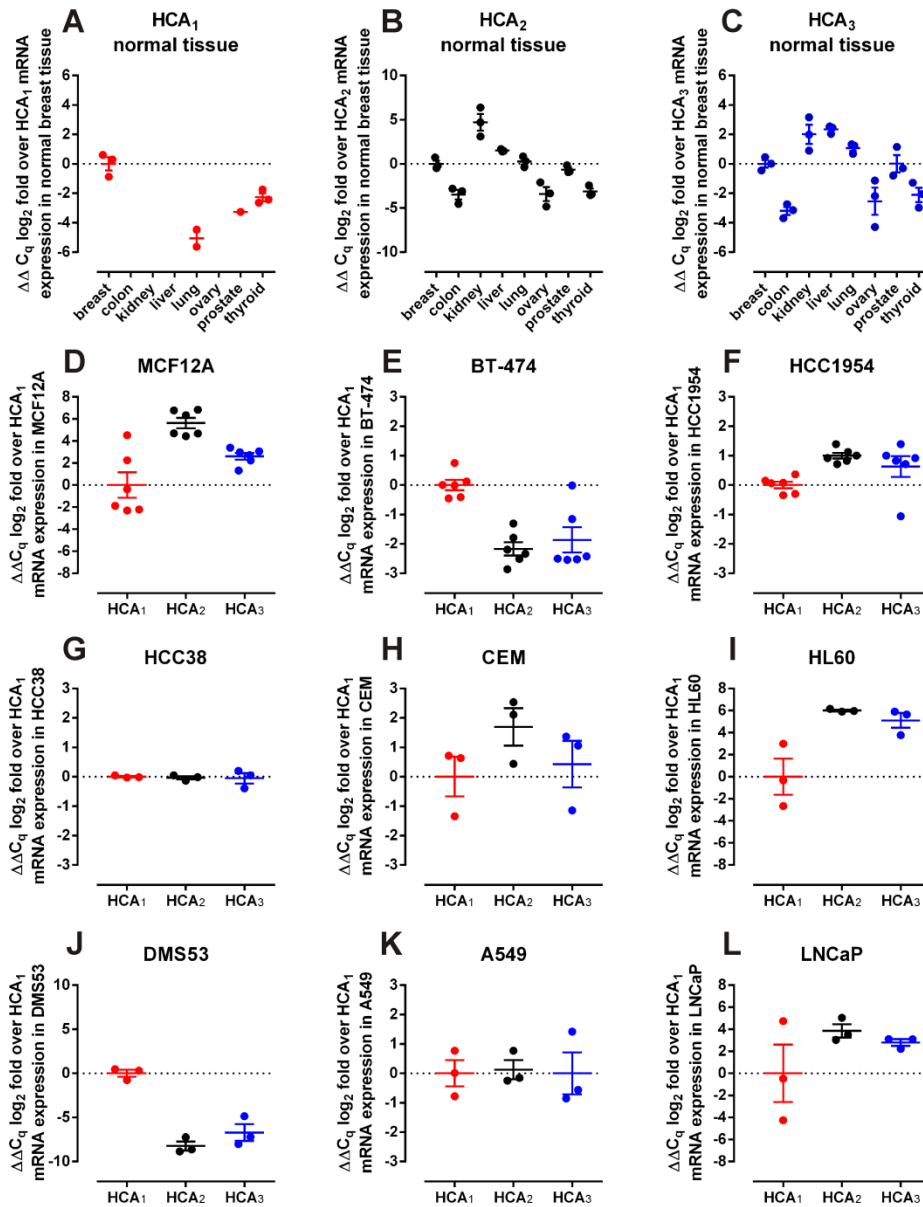 A
HCA1
normal tissue
ΔΔ Cq log2 fold over HCA1 mRNA
expression in normal breast tissue
6
4
2
0
-2
-4
-6
breast
colon
kidney
liver
lung
ovary
prostate
thyroid
B
HCA2
normal tissue
ΔΔ Cq log2 fold over HCA2 mRNA
expression in normal breast tissue
10
5
0
-5
-10
breast
colon
kidney
liver
lung
ovary
prostate
thyroid
C
HCA3
normal tissue
ΔΔ Cq log2 fold over HCA3 mRNA
expression in normal breast tissue
6
4
2
0
-2
-4
-6
breast
colon
kidney
liver
lung
ovary
prostate
thyroid
D
MCF12A
ΔΔCq log2 fold over HCA1
mRNA expression in MCF12A
8
6
4
2
0
-2
-4
-6
-8
HCA1 HCA2 HCA3
E
BT-474
ΔΔCq log2 fold over HCA1
mRNA expression in BT-474
3
2
1
0
-1
-2
-3
HCA1 HCA2 HCA3
F
HCC1954
ΔΔCq log2 fold over HCA1
mRNA expression in HCC1954
3
2
1
0
-1
-2
-3
HCA1 HCA2 HCA3
G
HCC38
ΔΔCq log2 fold over HCA1
mRNA expression in HCC38
3
2
1
0
-1
-2
-3
HCA1 HCA2 HCA3
H
CEM
ΔΔCq log2 fold over HCA1
mRNA expression in CEM
3
2
1
0
-1
-2
-3
HCA1 HCA2 HCA3
I
HL60
ΔΔCq log2 fold over HCA1
mRNA expression in HL60
8
6
4
2
0
-2
-4
-6
-8
HCA1 HCA2 HCA3
J
DMS53
ΔΔCq log2 fold over HCA1
mRNA expression in DMS53
10
5
0
-5
-10
HCA1 HCA2 HCA3
K
A549
ΔΔCq log2 fold over HCA1
mRNA expression in A549
3
2
1
0
-1
-2
-3
HCA1 HCA2 HCA3
L
LNCaP
ΔΔCq log2 fold over HCA1
mRNA expression in LNCaP
8
6
4
2
0
-2
-4
-6
-8
HCA1 HCA2 HCA3